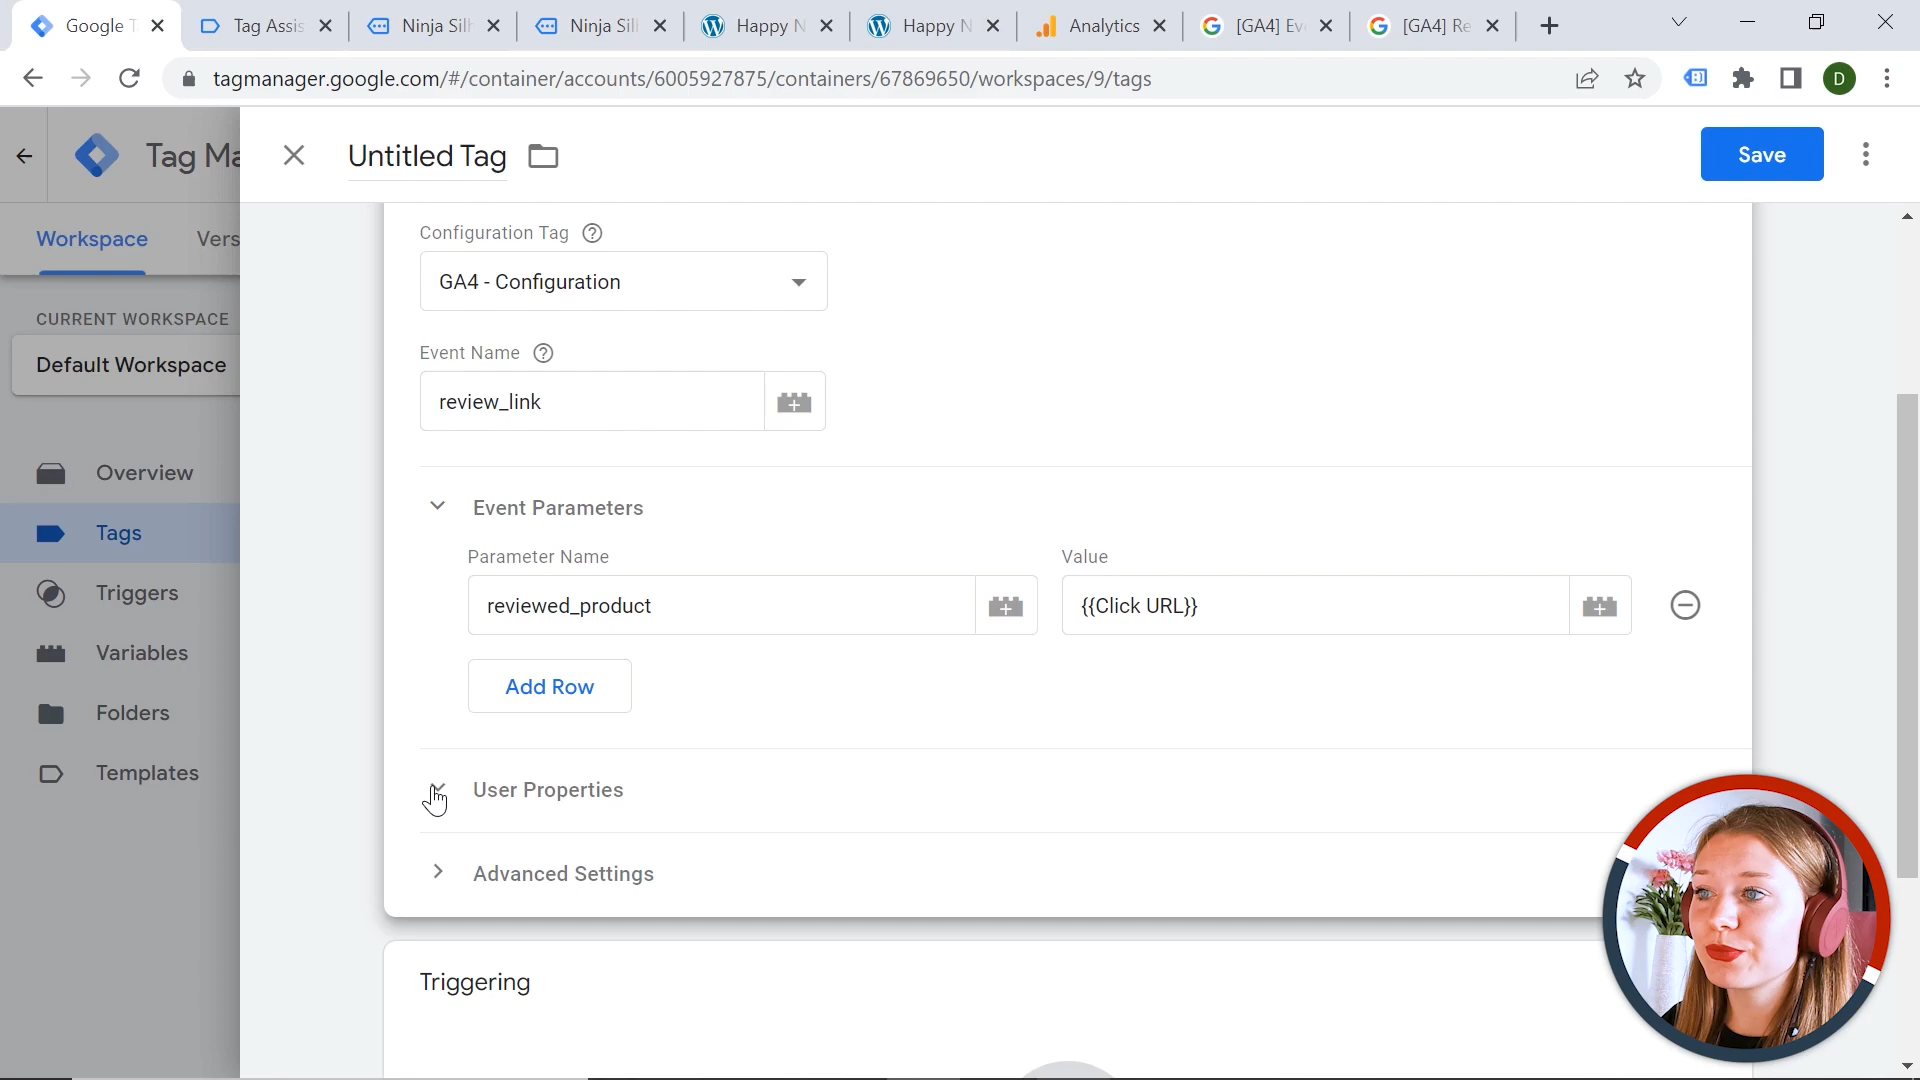 Google T
Tag Assis
Ninja Silh
Ninja Sill
Happy N
Happy N
Analytics
[GA4] Ev
[GA4] Re
tagmanager.google.com/#/container/accounts/6005927875/containers/67869650/workspaces/9/tags
D
Tag Ma
Untitled Tag
Save
Workspace
Vers
CURRENT WORKSPACE
Default Workspace
Overview
Tags
Triggers
Variables
Folders
Templates
Configuration Tag
GA4 - Configuration
Event Name
review_link
Event Parameters
Parameter Name
Value
reviewed_product
{{Click URL}}
Add Row
User Properties
Advanced Settings
Triggering